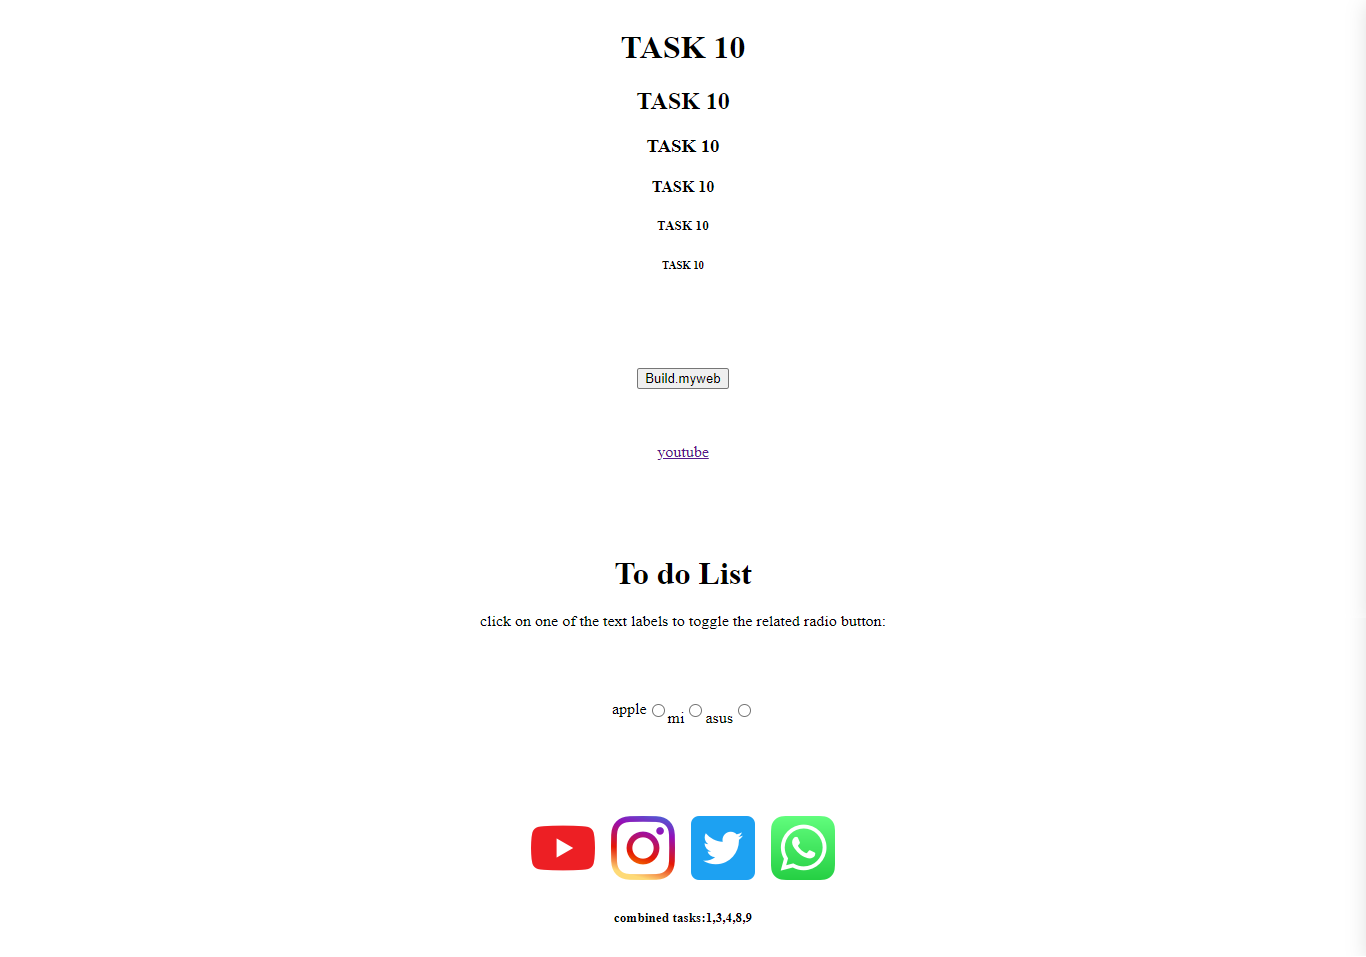 TASK 10
TASK 10
TASK 10
TASK 10
TASK 10
TASK 10
Build.myweb
youtube
To do List
click on one of the text labels to toggle the related radio button:
apple mi asus
combined tasks:1,3,4,8,9